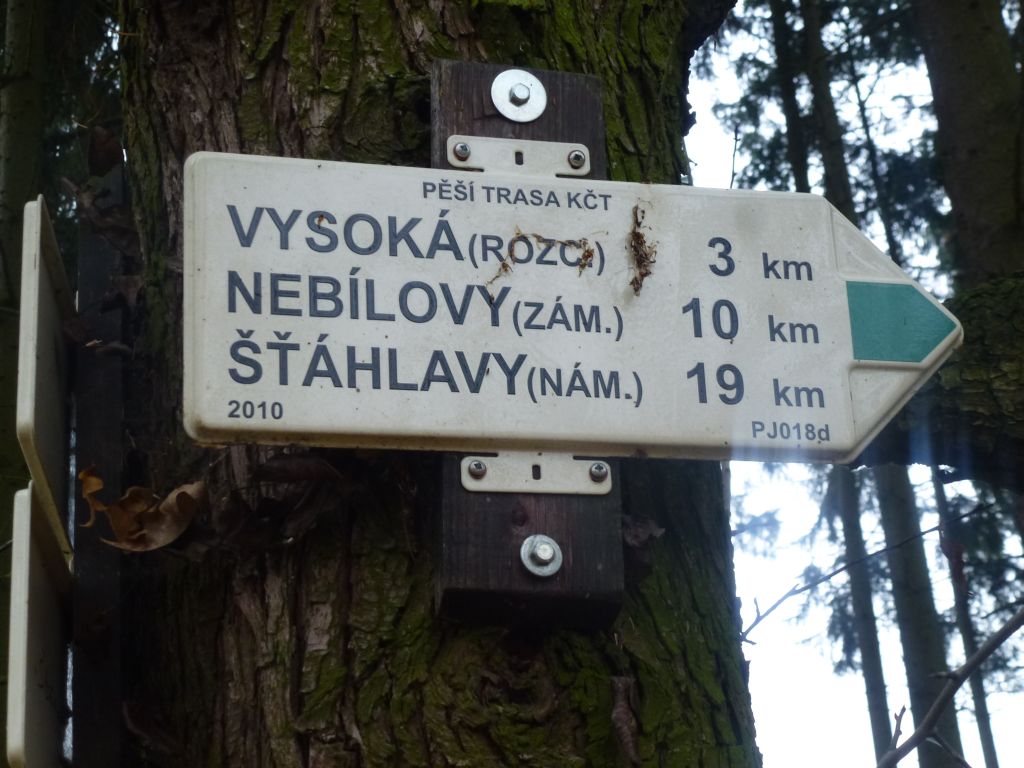 PĚŠÍ TRASA KČT
VYSOKÁ (ROZC.) 3 km
NEBÍLOVY (ZÁM.) 10 km
ŠŤÁHLAVY (NÁM.) 19 km
2010 PJ018d